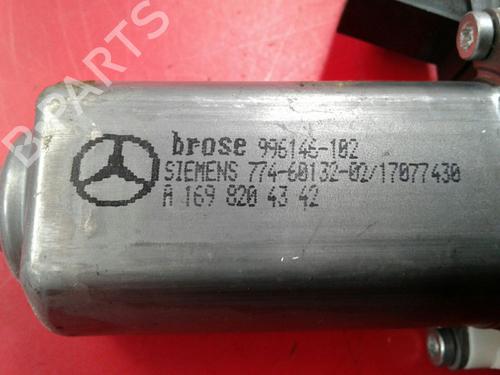 B-PARTS
brose 996146-102
SIEMENS 774-60132-02/17077430
A 169 820 43 42